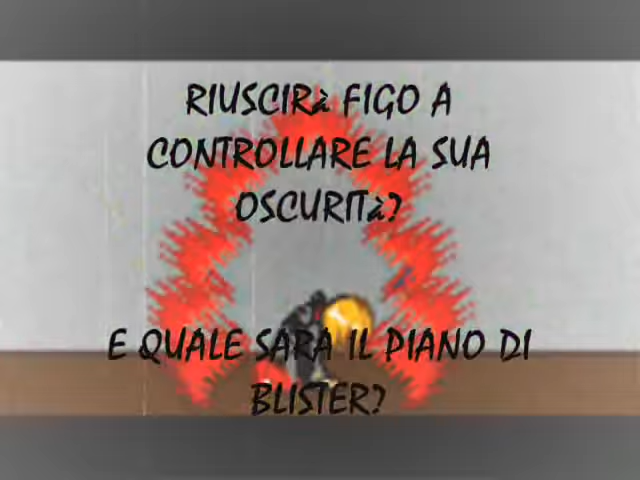 RIUSCIRà FIGO A
CONTROLLARE LA SUA
OSCURITà?
E QUALE SARà IL PIANO DI
BLISTER?